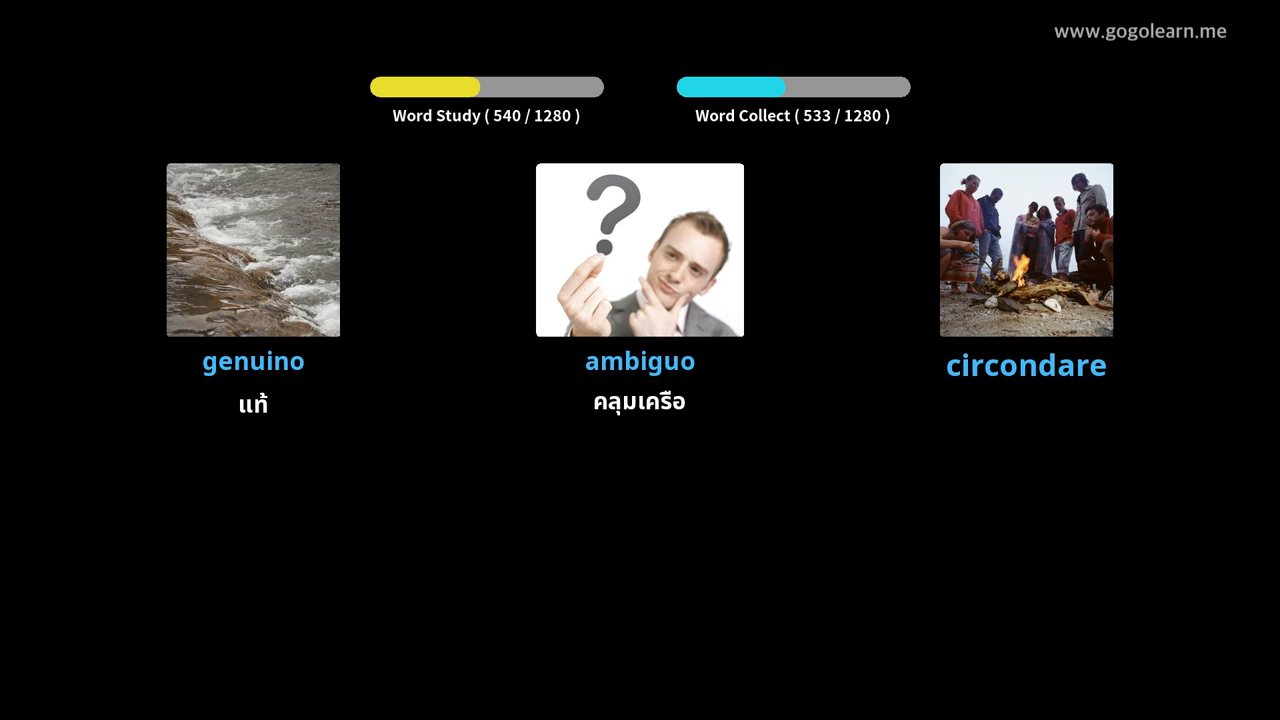 www.gogolearn.me
Word Study ( 540 / 1280 )
Word Collect ( 533 / 1280 )
genuino
ambiguo
circondare
แท้
คลุมเครือ